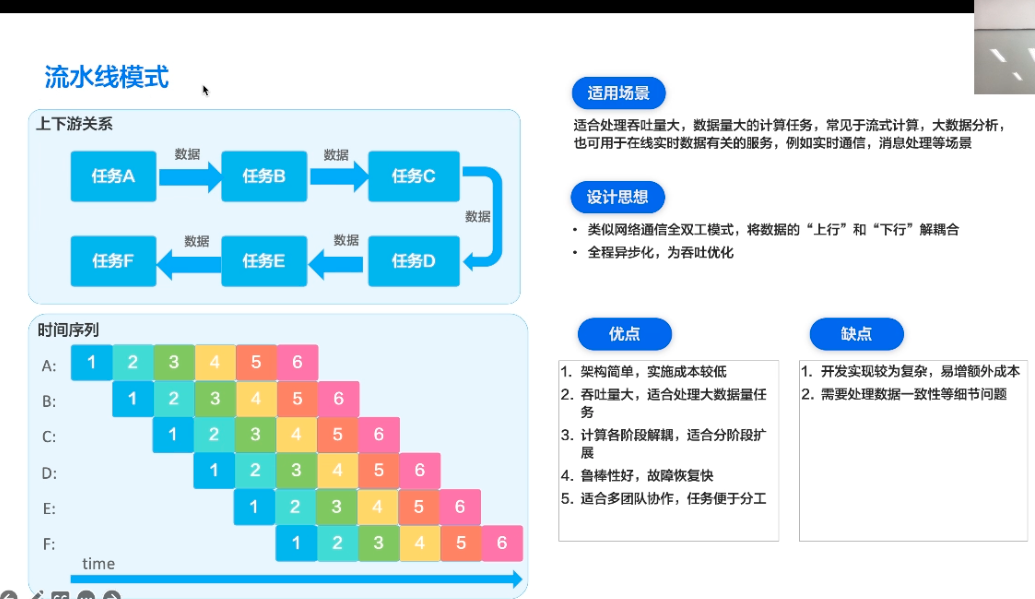 流水线模式
上下游关系
任务A
数据
任务B
数据
任务C
数据
任务F
数据
任务E
数据
任务D
时间序列
A: 1 2 3 4 5 6
B: 1 2 3 4 5 6
C: 1 2 3 4 5 6
D: 1 2 3 4 5 6
E: 1 2 3 4 5 6
F: 1 2 3 4 5 6
time
适用场景
适合处理吞吐量大，数据量大的计算任务，常见于流式计算，大数据分析，
也可用于在线实时数据有关的服务，例如实时通信，消息处理等场景
设计思想
• 类似网络通信全双工模式，将数据的“上行”和“下行”解耦合
• 全程异步化，为吞吐优化
优点
1. 架构简单，实施成本较低
2. 吞吐量大，适合处理大数据量任
务
3. 计算各阶段解耦，适合分阶段扩
展
4. 鲁棒性好，故障恢复快
5. 适合多团队协作，任务便于分工
缺点
1. 开发实现较为复杂，易增额外成本
2. 需要处理数据一致性等细节问题